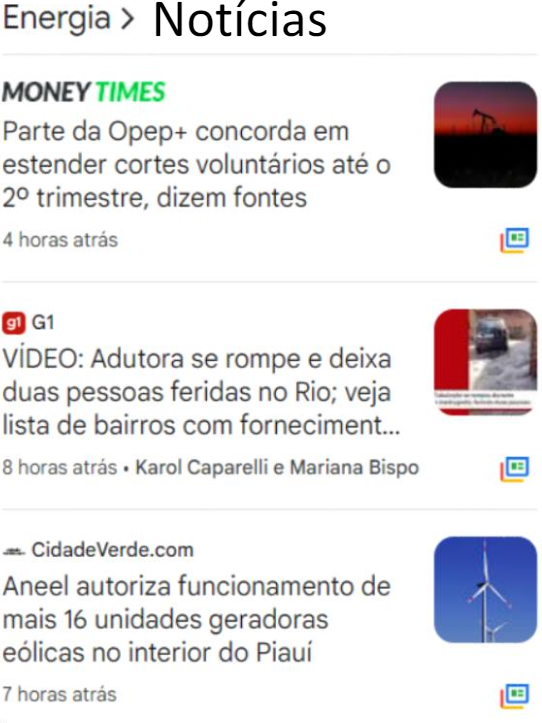 Energia > Notícias
MONEY TIMES
Parte da Opep+ concorda em
estender cortes voluntários até o
2º trimestre, dizem fontes
4 horas atrás
g1 G1
VÍDEO: Adutora se rompe e deixa
duas pessoas feridas no Rio; veja
lista de bairros com forneciment...
8 horas atrás • Karol Caparelli e Mariana Bispo
CidadeVerde.com
Aneel autoriza funcionamento de
mais 16 unidades geradoras
eólicas no interior do Piauí
7 horas atrás